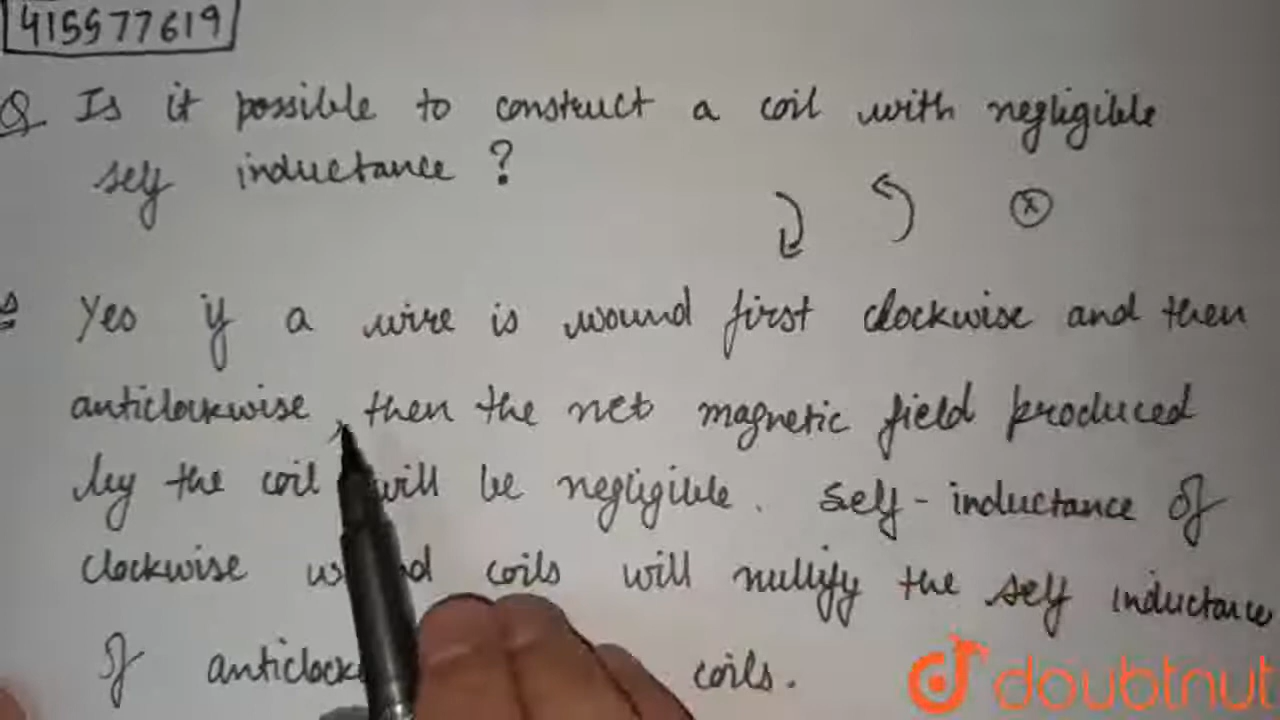 415577619
Q Is it possible to construct a coil with negligible
self inductance ?
Yes if a wire is wound first clockwise and then
anticlockwise, then the net magnetic field produced
by the coil will be negligible. Self-inductance of
clockwise coils will nullify the self inductance
of coils.
doubtnut